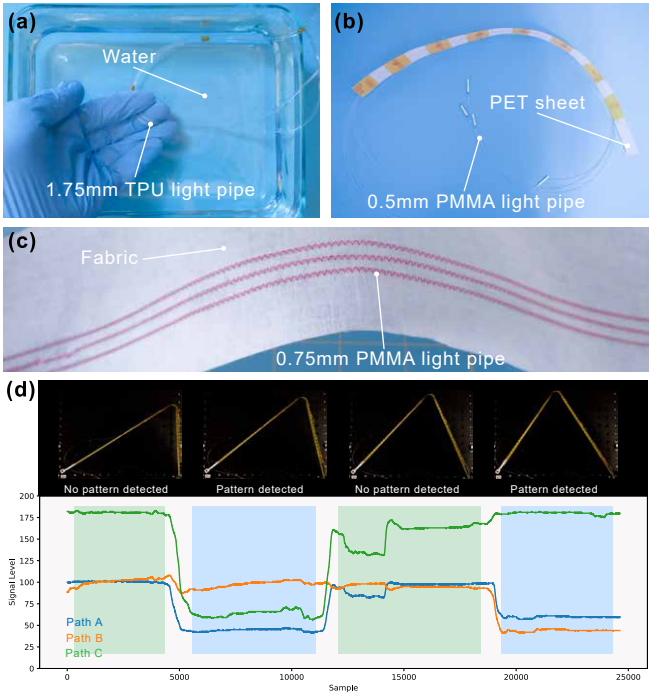 (a)
Water
1.75mm TPU light pipe
(b)
PET sheet
0.5mm PMMA light pipe
(c)
Fabric
0.75mm PMMA light pipe
(d)
No pattern detected
Pattern detected
No pattern detected
Pattern detected
200
175
150
125
100
75
50
25
0
Signal Level
Path A
Path B
Path C
0
5000
10000
15000
20000
25000
Sample